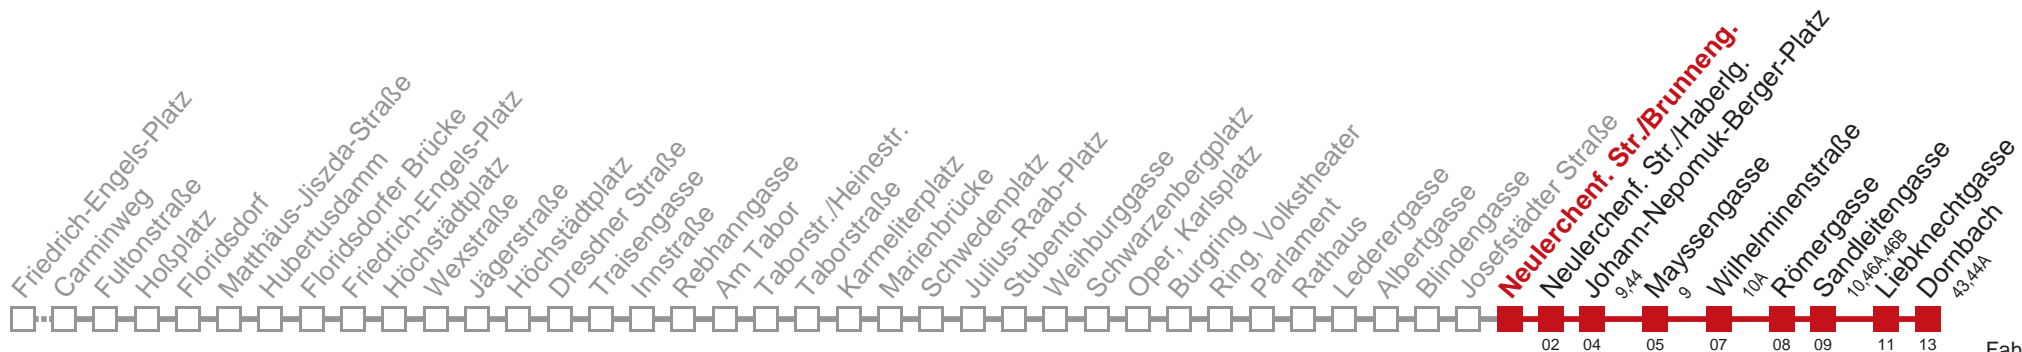 Friedrich-Engels-Platz
Carminweg
Fultonstraße
Hoßplatz
Floridsdorf
Matthäus-Jiszda-Straße
Hubertusdamm
Floridsdorfer Brücke
Friedrich-Engels-Platz
Höchstädtplatz
Wexstraße
Jägerstraße
Höchstädtplatz
Dresdner Straße
Traisengasse
Innstraße
Rebhanngasse
Am Tabor
Taborstr./Heinestr.
Taborstraße
Karmeliterplatz
Marienbrücke
Schwedenplatz
Julius-Raab-Platz
Stubentor
Weihburggasse
Schwarzenbergplatz
Oper, Karlsplatz
Burgring
Ring, Volkstheater
Parlament
Rathaus
Lederergasse
Albertgasse
Blindengasse
Josefstädter Straße
Neulerchenf. Str./Brunneng.
Neulerchenf. Str./Haberlg.
Johann-Nepomuk-Berger-Platz
9,44
Mayssengasse
9
Wilhelminenstraße
10A
Römergasse
Sandleitengasse
10,46A,46B
Liebknechtgasse
Dornbach
43,44A
02 04 05 07 08 09 11 13
Fah